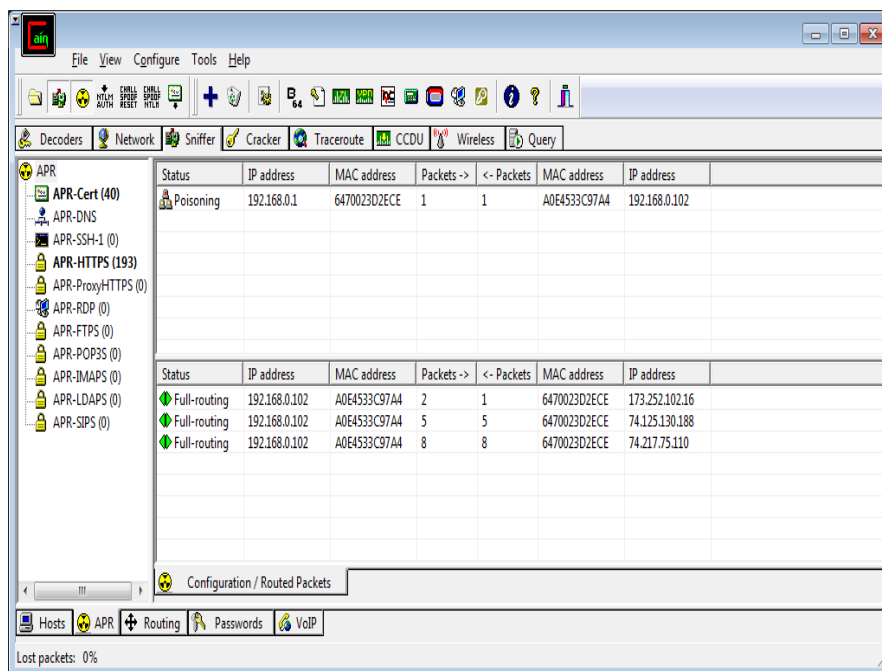 ain
File View Configure Tools Help
NTLM AUTH CHALL SPOOF RESET CHALL SPOOF NTLM B 64
Decoders Network Sniffer Cracker Traceroute CCDU Wireless Query
APR
APR-Cert (40)
APR-DNS
APR-SSH-1 (0)
APR-HTTPS (193)
APR-ProxyHTTPS (0)
APR-RDP (0)
APR-FTPS (0)
APR-POP3S (0)
APR-IMAPS (0)
APR-LDAPS (0)
APR-SIPS (0)
Status IP address MAC address Packets -> <- Packets MAC address IP address
Poisoning 192.168.0.1 6470023D2ECE 1 1 A0E4533C97A4 192.168.0.102
Status IP address MAC address Packets -> <- Packets MAC address IP address
Full-routing 192.168.0.102 A0E4533C97A4 2 1 6470023D2ECE 173.252.102.16
Full-routing 192.168.0.102 A0E4533C97A4 5 5 6470023D2ECE 74.125.130.188
Full-routing 192.168.0.102 A0E4533C97A4 8 8 6470023D2ECE 74.217.75.110
Configuration / Routed Packets
Hosts APR Routing Passwords VoIP
Lost packets: 0%